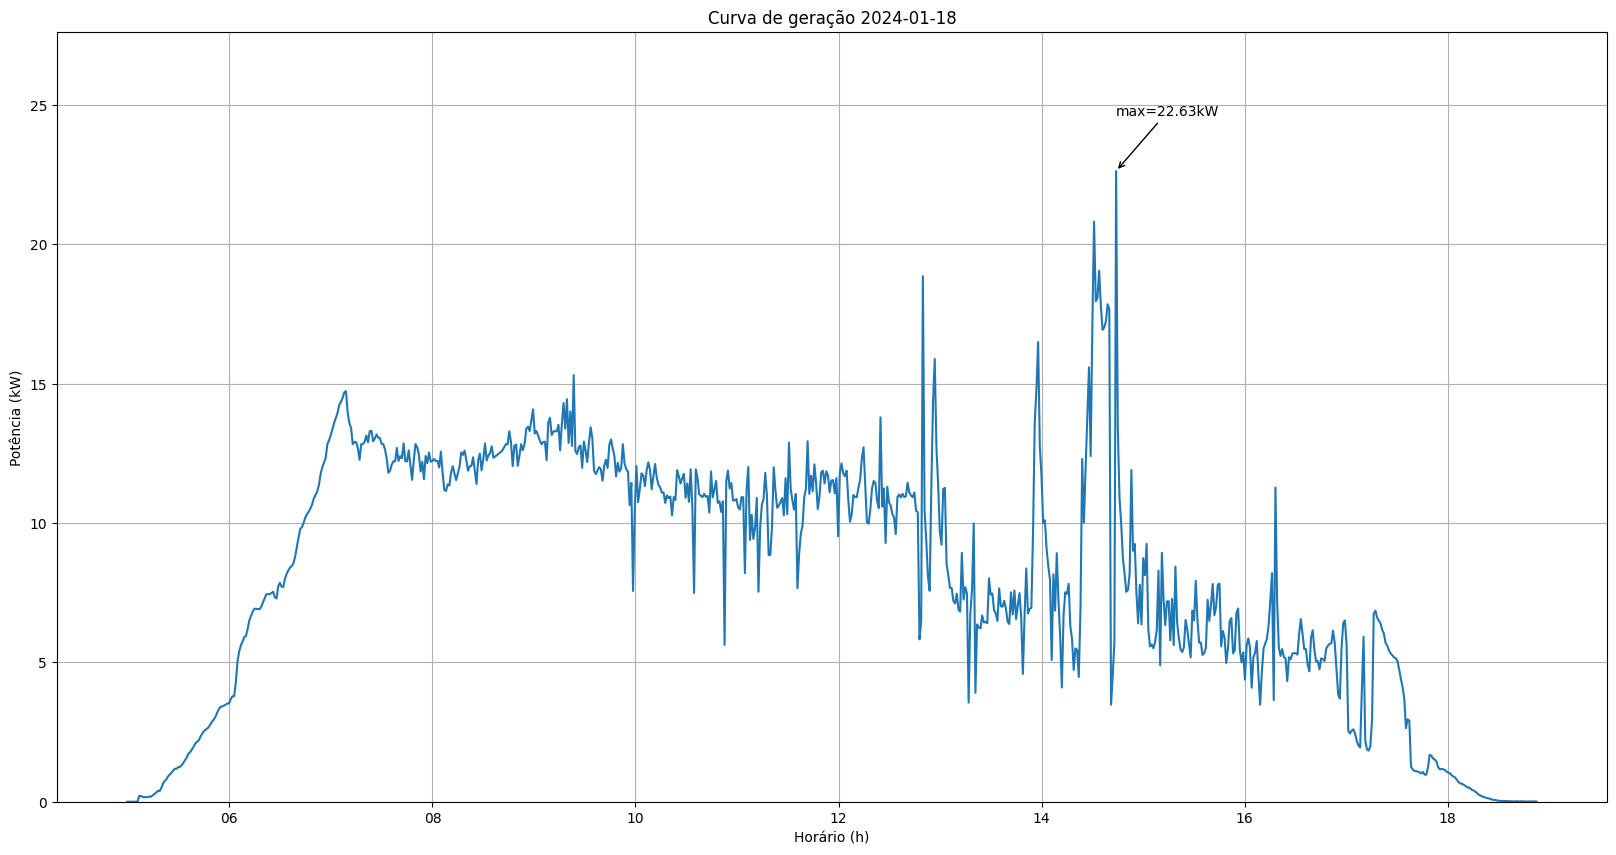 Curva de geração 2024-01-18
25
max=22.63kW
20
15
Potência (kW)
10
5
0
06 08 10 12 14 16 18
Horário (h)